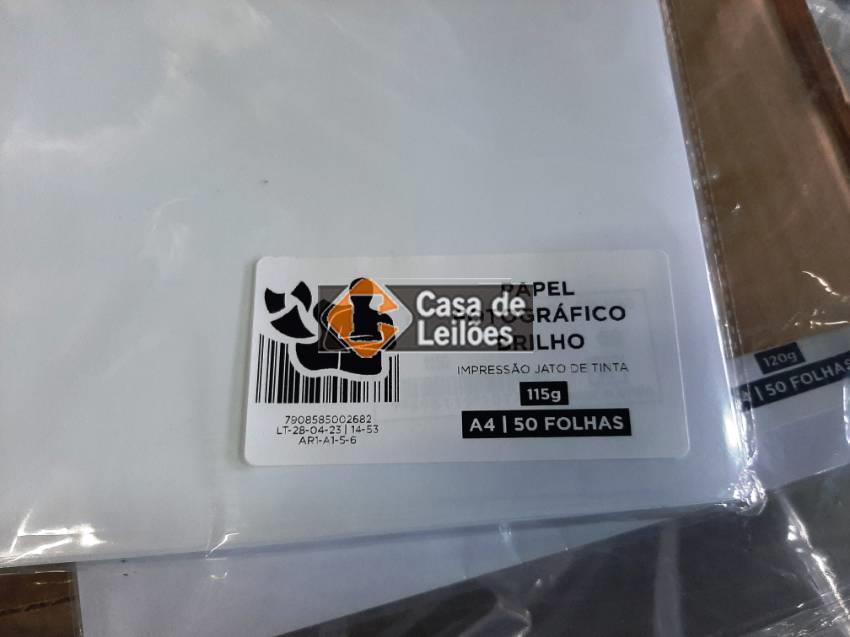 PAPEL
FOTOGRÁFICO
BRILHO
Casa de
Leilões
IMPRESSÃO JATO DE TINTA
115g
A4 | 50 FOLHAS
7908585002682
LT-28-04-23 | 14-53
AR1-A1-5-6
120g
| 50 FOLHAS